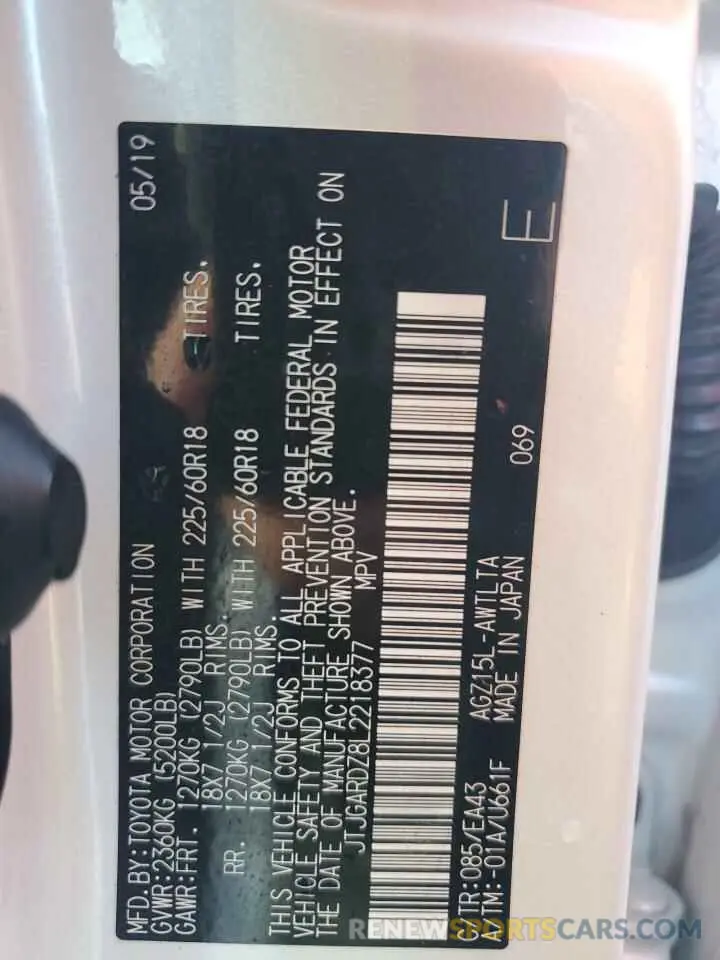 MFD.BY:TOYOTA MOTOR CORPORATION 05/19
GVWR:2360KG (5200LB)
GAWR:FRT. 1270KG (2790LB) WITH 225/60R18 TIRES.
18X7 1/2J RIMS.
RR. 1270KG (2790LB) WITH 225/60R18 TIRES.
18X7 1/2J RIMS.
THIS VEHICLE CONFORMS TO ALL APPLICABLE FEDERAL MOTOR
VEHICLE SAFETY AND THEFT PREVENTION STANDARDS IN EFFECT ON
THE DATE OF MANUFACTURE SHOWN ABOVE.
JTJGARDZ8L2218377 MPV
C/TR:085/EA43 AGZ15L-AWTLTA
A/TM:-01A/U661F MADE IN JAPAN 069
E
RENEWSPORTSCARS.COM